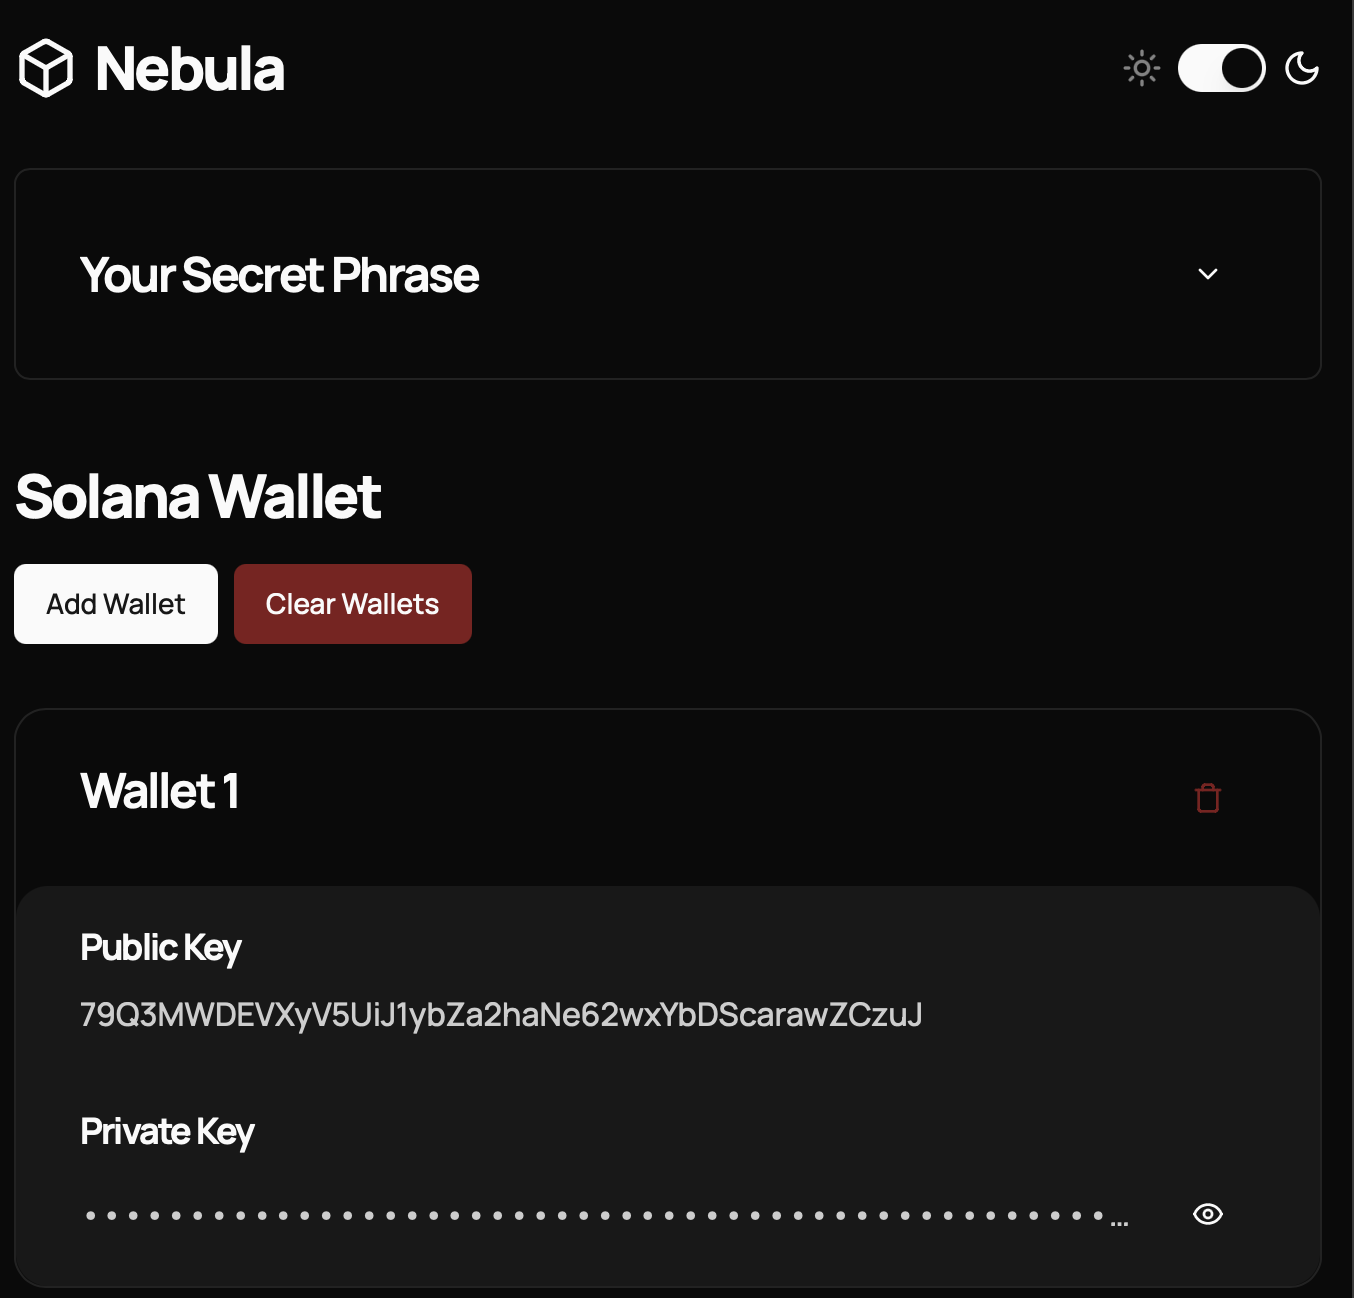 Nebula
Your Secret Phrase
Solana Wallet
Add Wallet
Clear Wallets
Wallet 1
Public Key
79Q3MWDEVXyV5UiJ1ybZa2haNe62wxYbDScarawZCzuJ
Private Key
••••••••••••••••••••••••••••••••••••••••••••••••...